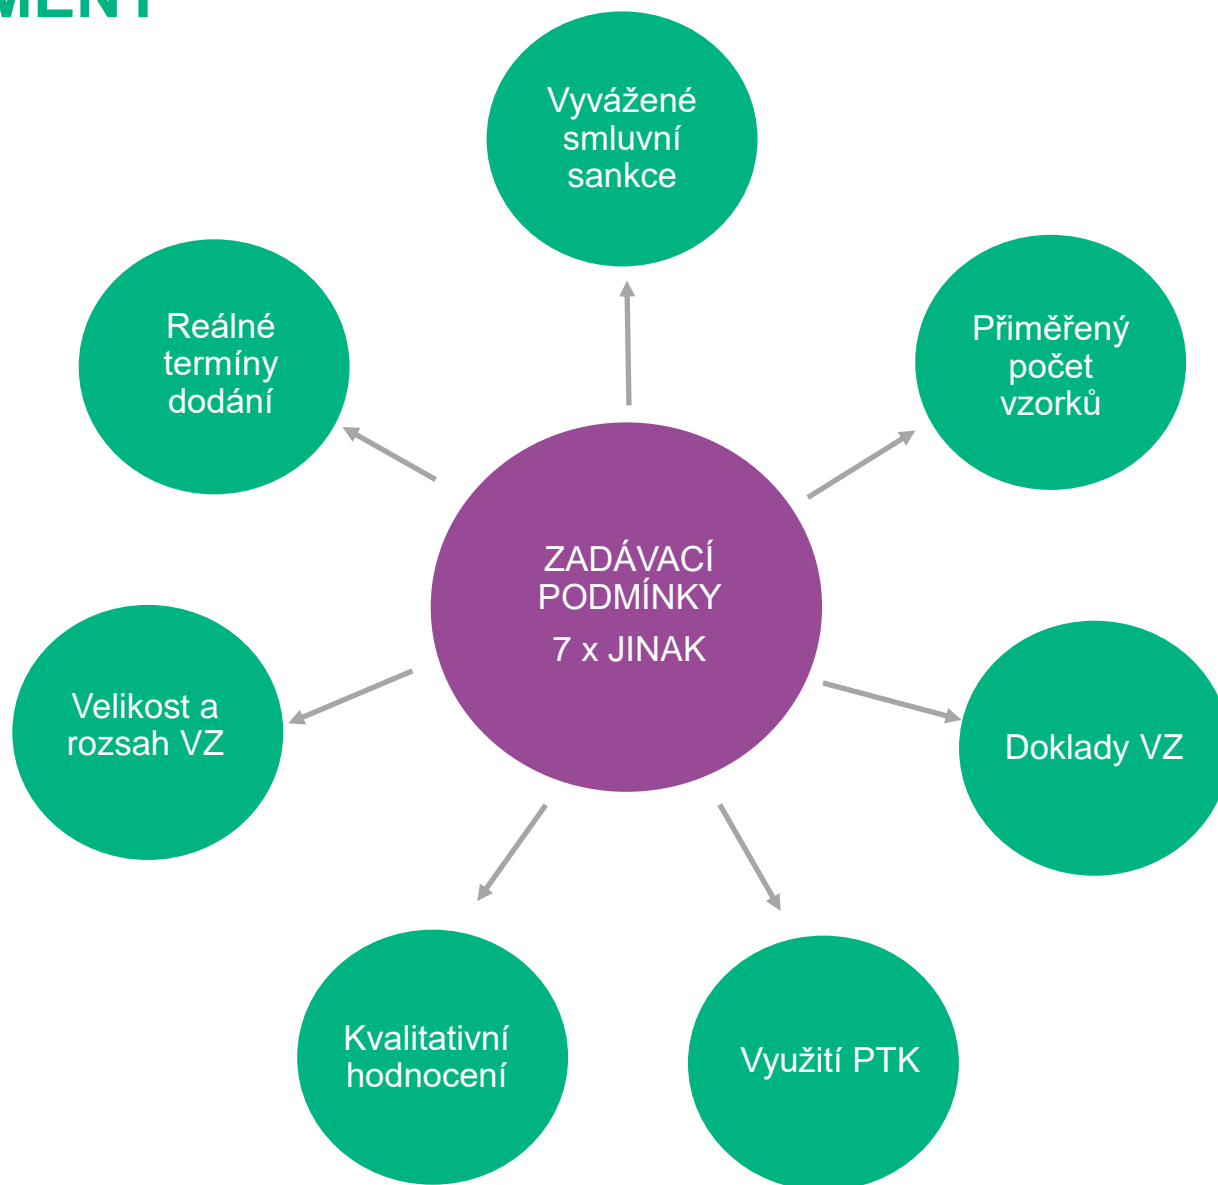 Vyvážené
smluvní
sankce
Reálné
termíny
dodání
Přiměřený
počet
vzorků
ZADÁVACÍ
PODMÍNKY
7 x JINAK
Velikost a
rozsah VZ
Doklady VZ
Kvalitativní
hodnocení
Využití PTK